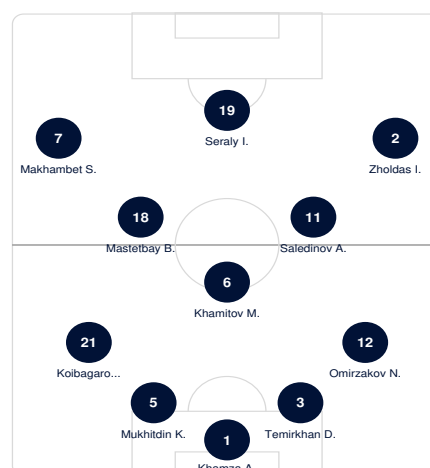 19
Seraly I.
7
Makhambet S.
2
Zholdas I.
18
Mastetbay B.
11
Saledinov A.
6
Khamitov M.
21
Koibagaro...
12
Omirzakov N.
5
Mukhitdin K.
3
Temirkhan D.
1
Khamza A.